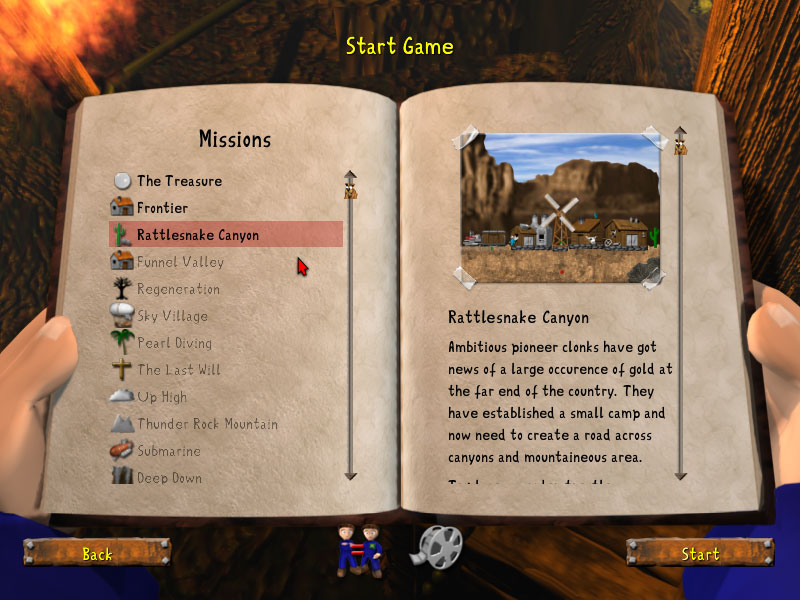 Start Game
Missions
The Treasure
Frontier
Rattlesnake Canyon
Funnel Valley
Regeneration
Sky Village
Pearl Diving
The Last Will
Up High
Thunder Rock Mountain
Submarine
Deep Down
Rattlesnake Canyon
Ambitious pioneer clonks have got
news of a large occurence of gold at
the far end of the country. They
have established a small camp and
now need to create a road across
canyons and mountaineous area.
Back
Start